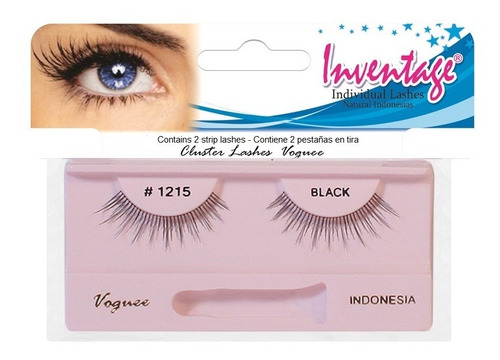 Inventage®
Individual Lashes
Natural Indonesias
Contains 2 strip lashes - Contiene 2 pestañas en tira
Cluster Lashes Voguee
# 1215
BLACK
Voguee
INDONESIA